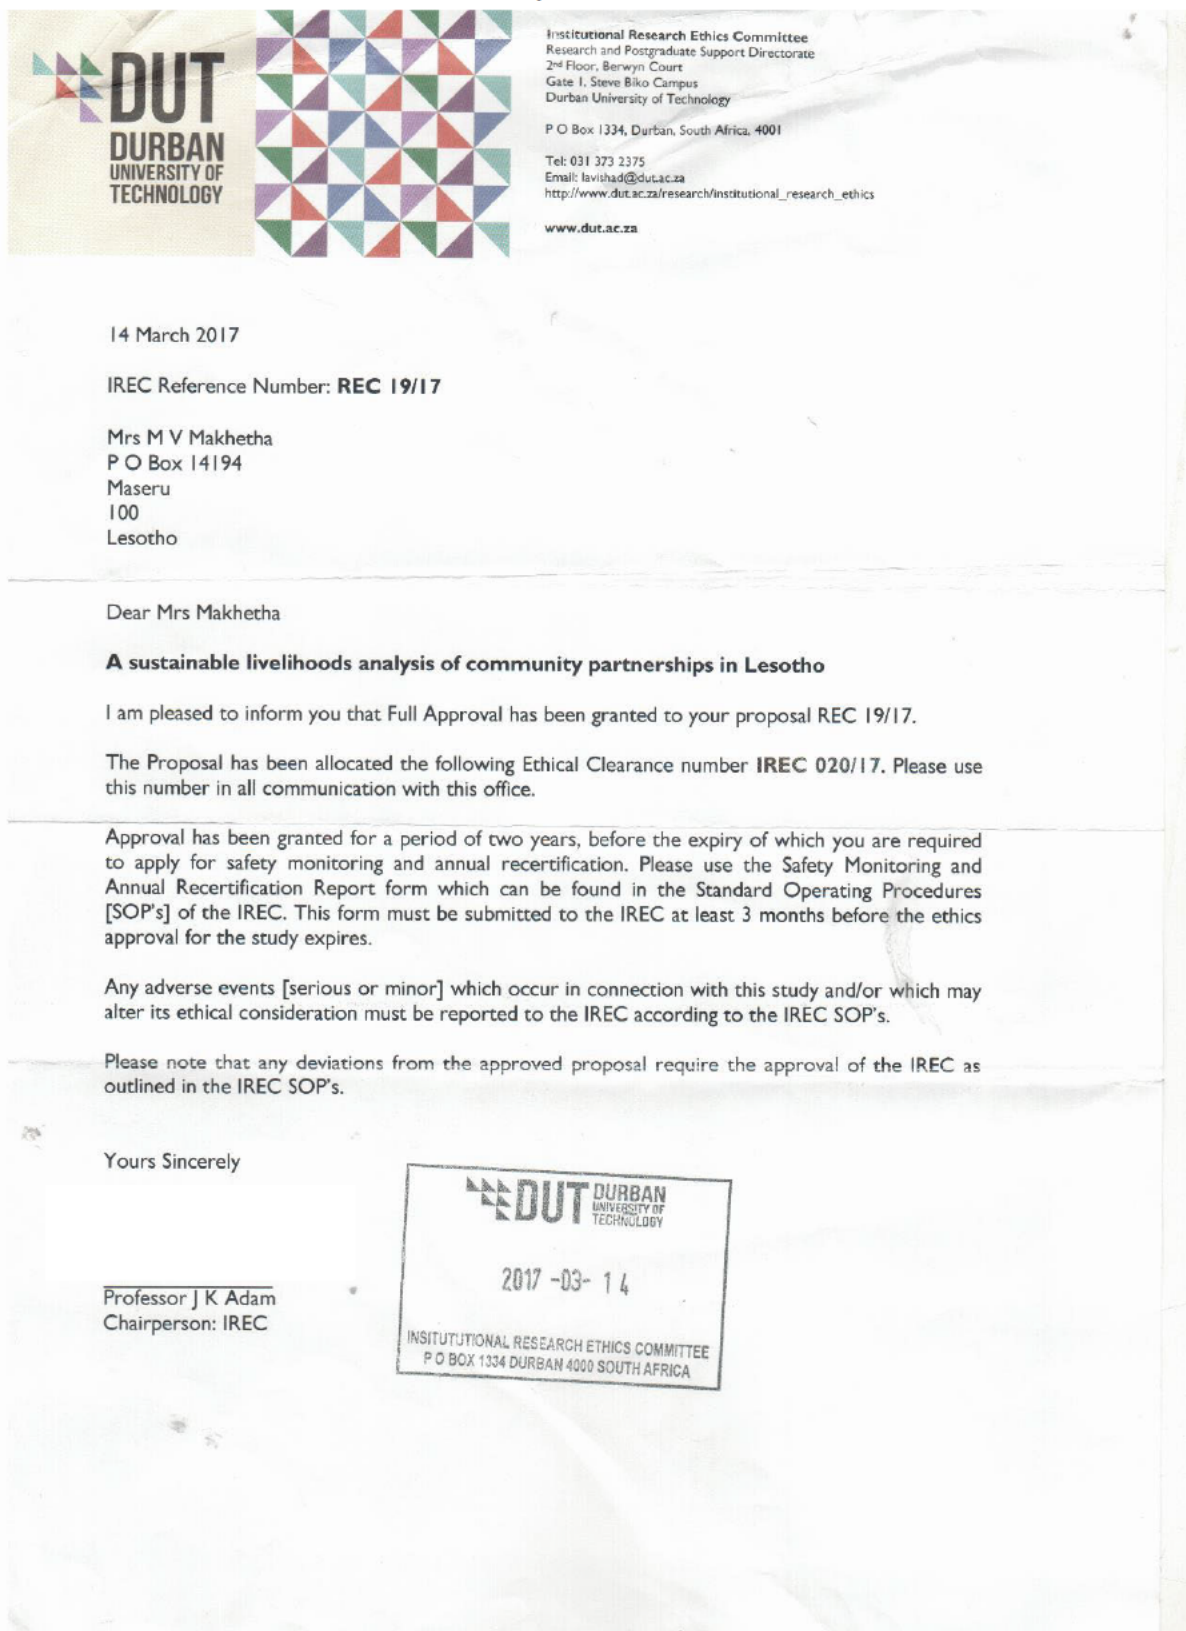 DUT
DURBAN
UNIVERSITY OF
TECHNOLOGY
Institutional Research Ethics Committee
Research and Postgraduate Support Directorate
2nd Floor, Berwyn Court
Gate 1, Steve Biko Campus
Durban University of Technology
P O Box 1334, Durban, South Africa, 4001
Tel: 031 373 2375
Email: lavishad@dut.ac.za
http://www.dut.ac.za/research/institutional_research_ethics
www.dut.ac.za
14 March 2017
IREC Reference Number: REC 19/17
Mrs M V Makhetha
P O Box 14194
Maseru
100
Lesotho
Dear Mrs Makhetha
A sustainable livelihoods analysis of community partnerships in Lesotho
I am pleased to inform you that Full Approval has been granted to your proposal REC 19/17.
The Proposal has been allocated the following Ethical Clearance number IREC 020/17. Please use
this number in all communication with this office.
Approval has been granted for a period of two years, before the expiry of which you are required
to apply for safety monitoring and annual recertification. Please use the Safety Monitoring and
Annual Recertification Report form which can be found in the Standard Operating Procedures
[SOP's] of the IREC. This form must be submitted to the IREC at least 3 months before the ethics
approval for the study expires.
Any adverse events [serious or minor] which occur in connection with this study and/or which may
alter its ethical consideration must be reported to the IREC according to the IREC SOP's.
Please note that any deviations from the approved proposal require the approval of the IREC as
outlined in the IREC SOP's.
Yours Sincerely
Professor J K Adam
Chairperson: IREC
DUT DURBAN
UNIVERSITY OF
TECHNOLOGY
2017 -03- 14
INSITUTUTIONAL RESEARCH ETHICS COMMITTEE
P O BOX 1334 DURBAN 4000 SOUTH AFRICA